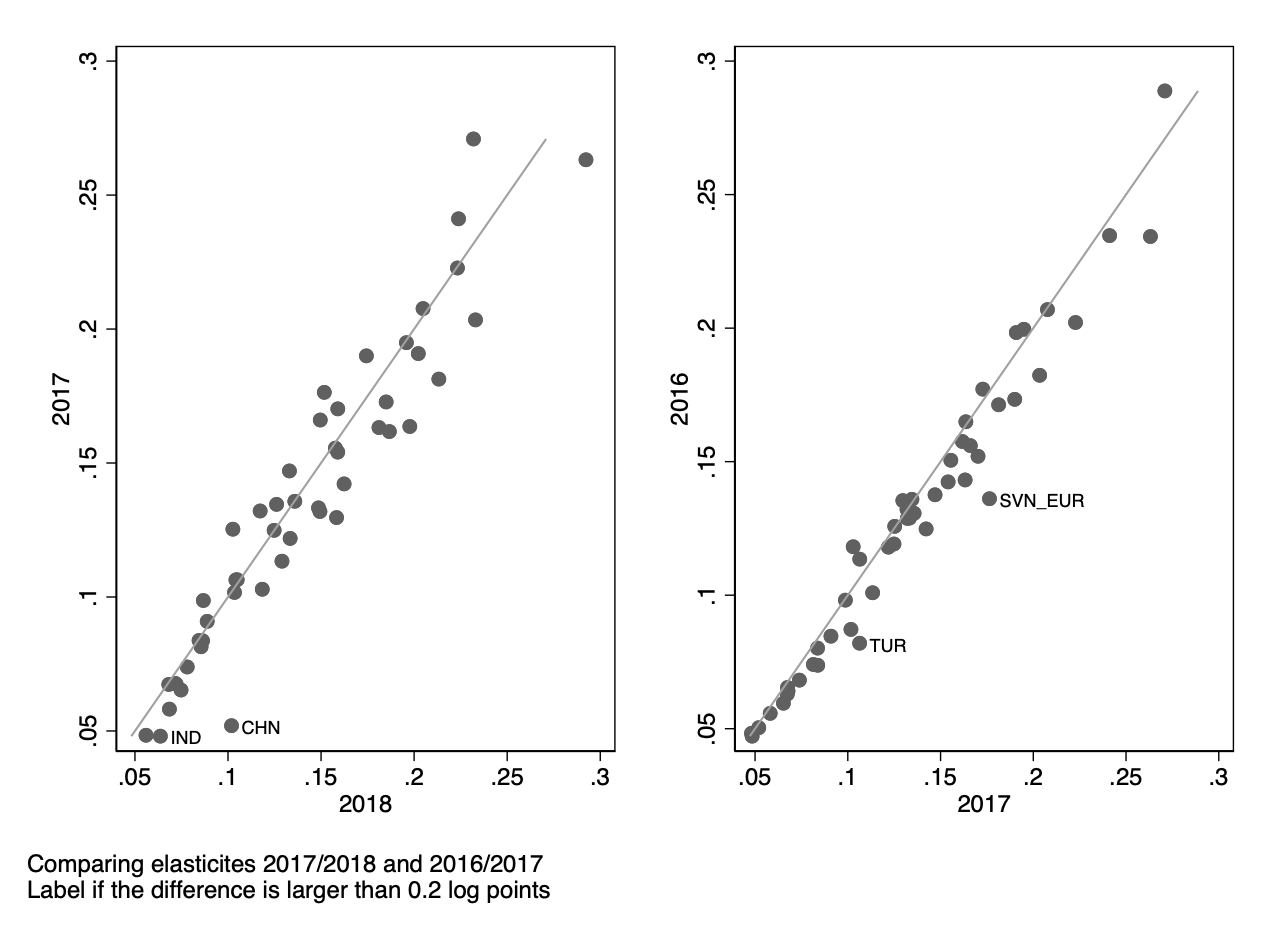 .3
.25
.2
.15
.1
.05
2017
IND
CHN
.05 .1 .15 .2 .25 .3
2018
.3
.25
.2
.15
.1
.05
2016
SVN_EUR
TUR
.05 .1 .15 .2 .25 .3
2017
Comparing elasticites 2017/2018 and 2016/2017
Label if the difference is larger than 0.2 log points